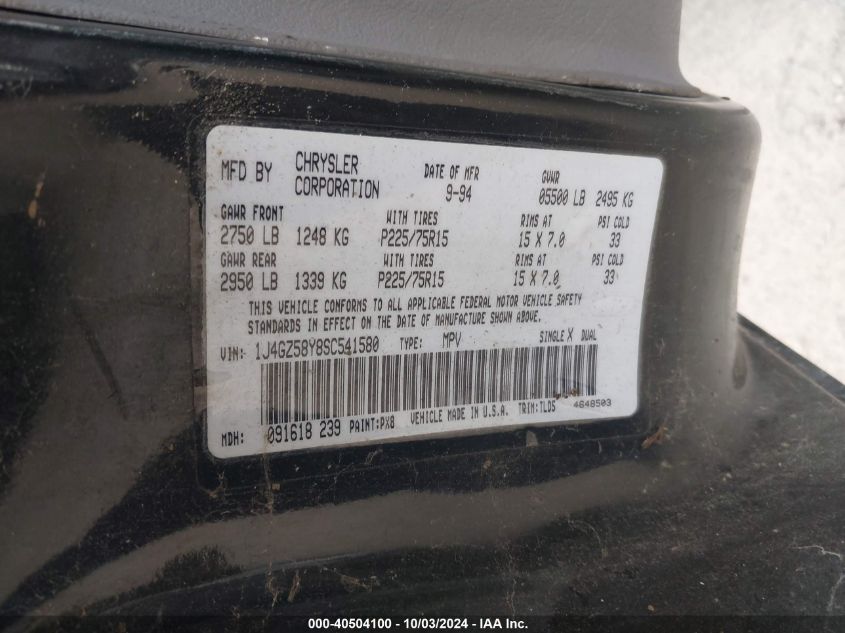 MFD BY CHRYSLER CORPORATION DATE OF MFR 9-94 GVWR 05500 LB 2495 KG
GAWR FRONT WITH TIRES RIMS AT PSI COLD
2750 LB 1248 KG P225/75R15 15 X 7.0 33
GAWR REAR WITH TIRES RIMS AT PSI COLD
2950 LB 1339 KG P225/75R15 15 X 7.0 33
THIS VEHICLE CONFORMS TO ALL APPLICABLE FEDERAL MOTOR VEHICLE SAFETY
STANDARDS IN EFFECT ON THE DATE OF MANUFACTURE SHOWN ABOVE.
VIN: 1J4GZ58Y8SC541580 TYPE: MPV SINGLE X DUAL
MDH: 091618 239 PAINT:PX8 VEHICLE MADE IN U.S.A. TRIM:TLD5 4648503
000-40504100 - 10/03/2024 - IAA Inc.